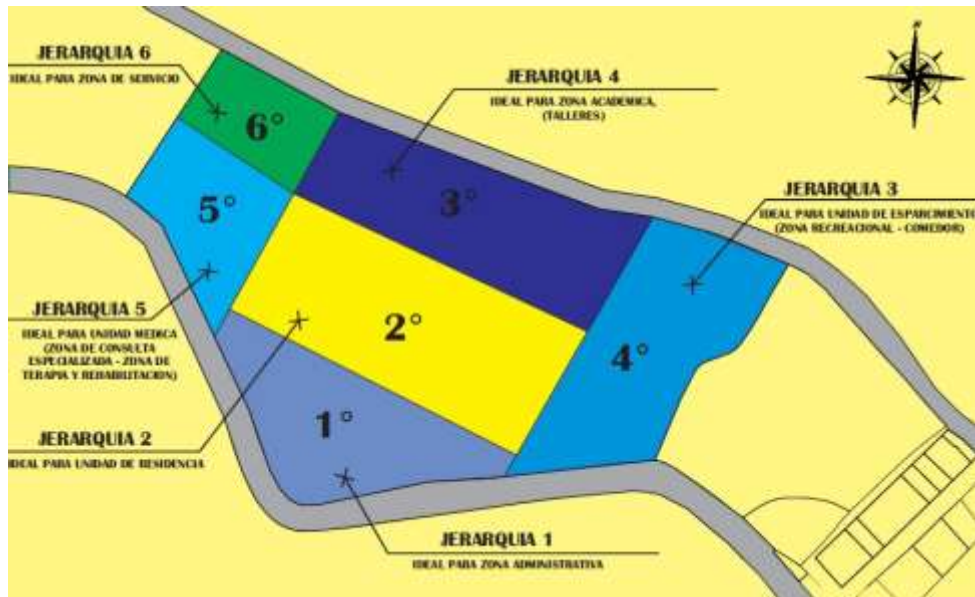 JERARQUIA 6
IDEAL PARA ZONA DE SERVICIO
JERARQUIA 4
IDEAL PARA ZONA ACADEMICA,
(TALLERES)
N
JERARQUIA 3
IDEAL PARA UNIDAD DE ESPARCIMIENTO
(ZONA RECREACIONAL - COMEDOR)
6°
5°
3°
2°
4°
1°
JERARQUIA 5
IDEAL PARA UNIDAD MEDICA
(ZONA DE CONSULTA
ESPECIALIZADA - ZONA DE
TERAPIA Y REHABILITACION)
JERARQUIA 2
IDEAL PARA UNIDAD DE RESIDENCIA
JERARQUIA 1
IDEAL PARA ZONA ADMINISTRATIVA